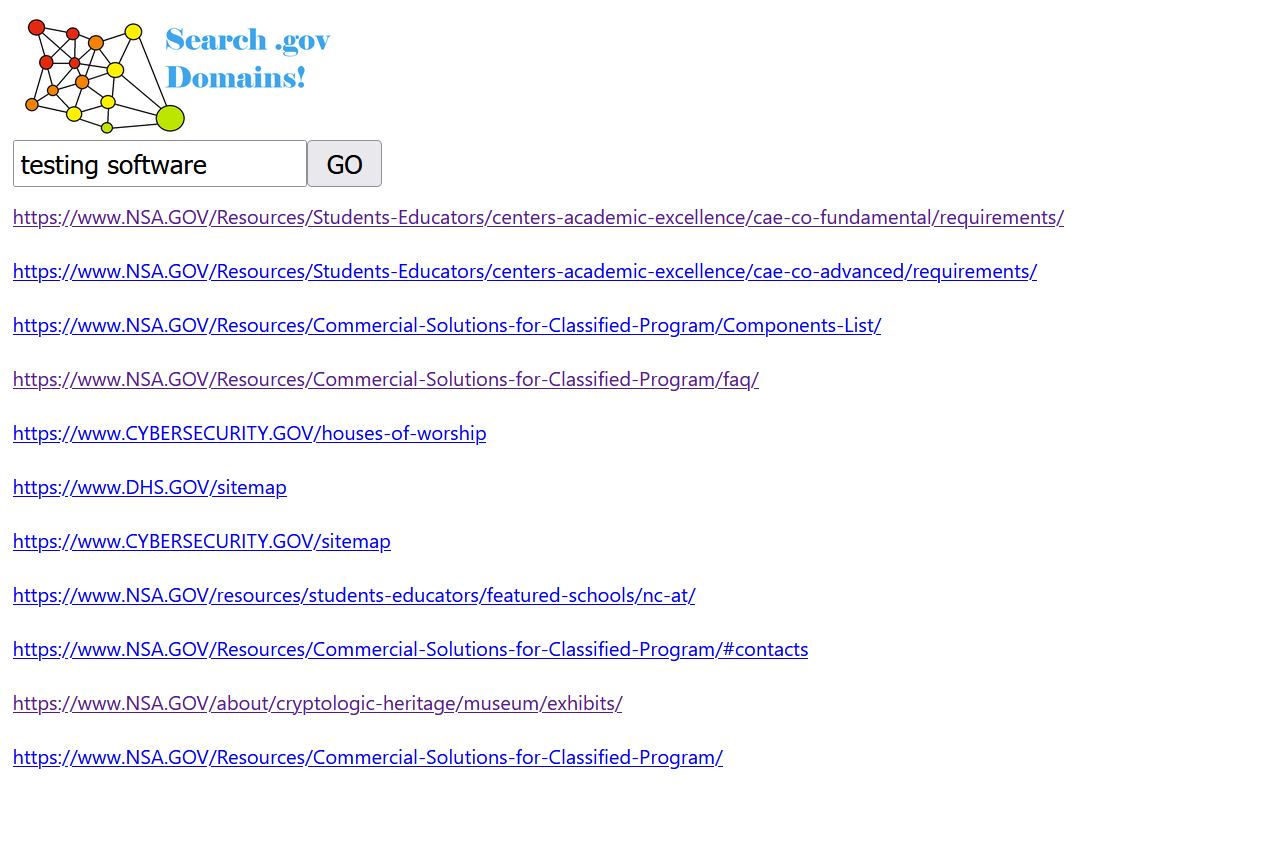 Search .gov
Domains!
testing software
GO
https://www.NSA.GOV/Resources/Students-Educators/centers-academic-excellence/cae-co-fundamental/requirements/
https://www.NSA.GOV/Resources/Students-Educators/centers-academic-excellence/cae-co-advanced/requirements/
https://www.NSA.GOV/Resources/Commercial-Solutions-for-Classified-Program/Components-List/
https://www.NSA.GOV/Resources/Commercial-Solutions-for-Classified-Program/faq/
https://www.CYBERSECURITY.GOV/houses-of-worship
https://www.DHS.GOV/sitemap
https://www.CYBERSECURITY.GOV/sitemap
https://www.NSA.GOV/resources/students-educators/featured-schools/nc-at/
https://www.NSA.GOV/Resources/Commercial-Solutions-for-Classified-Program/#contacts
https://www.NSA.GOV/about/cryptologic-heritage/museum/exhibits/
https://www.NSA.GOV/Resources/Commercial-Solutions-for-Classified-Program/